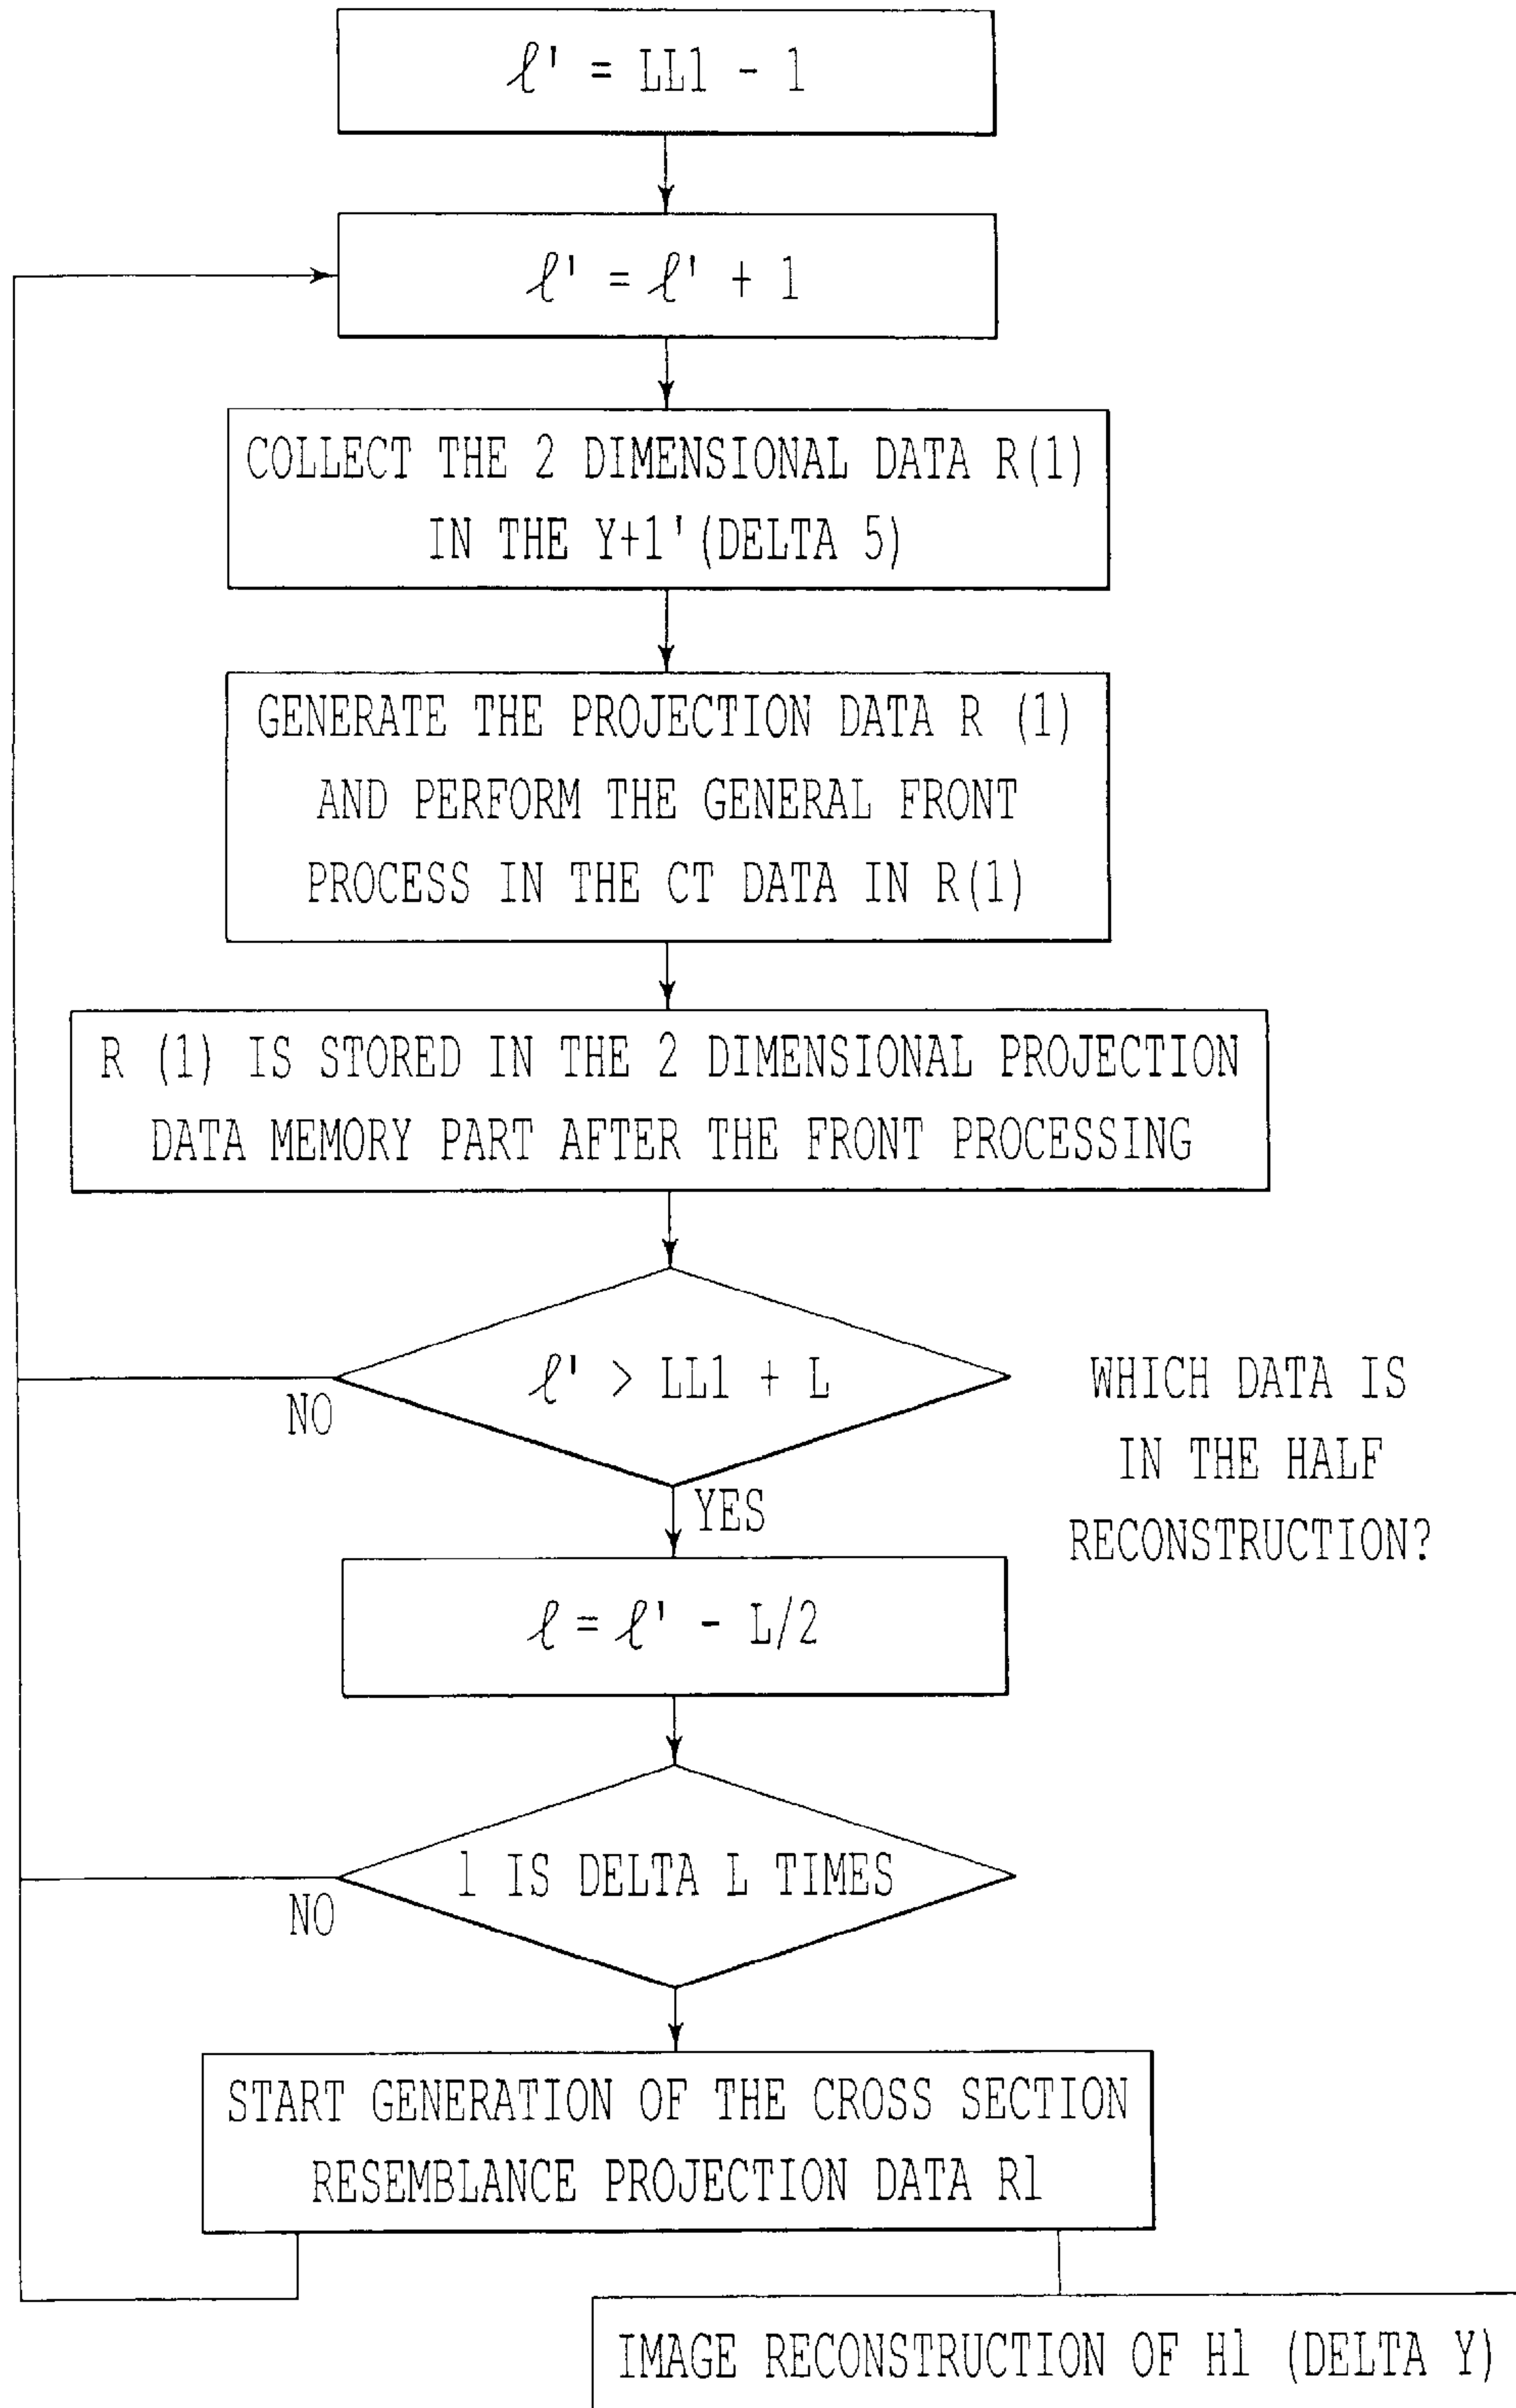 ℓ' = LL1 - 1
ℓ' = ℓ' + 1
COLLECT THE 2 DIMENSIONAL DATA R(1)
IN THE Y+1'(DELTA 5)
GENERATE THE PROJECTION DATA R (1)
AND PERFORM THE GENERAL FRONT
PROCESS IN THE CT DATA IN R(1)
R (1) IS STORED IN THE 2 DIMENSIONAL PROJECTION
DATA MEMORY PART AFTER THE FRONT PROCESSING
ℓ' > LL1 + L
NO
WHICH DATA IS
IN THE HALF
RECONSTRUCTION?
YES
ℓ = ℓ' - L/2
1 IS DELTA L TIMES
NO
START GENERATION OF THE CROSS SECTION
RESEMBLANCE PROJECTION DATA R1
IMAGE RECONSTRUCTION OF H1 (DELTA Y)